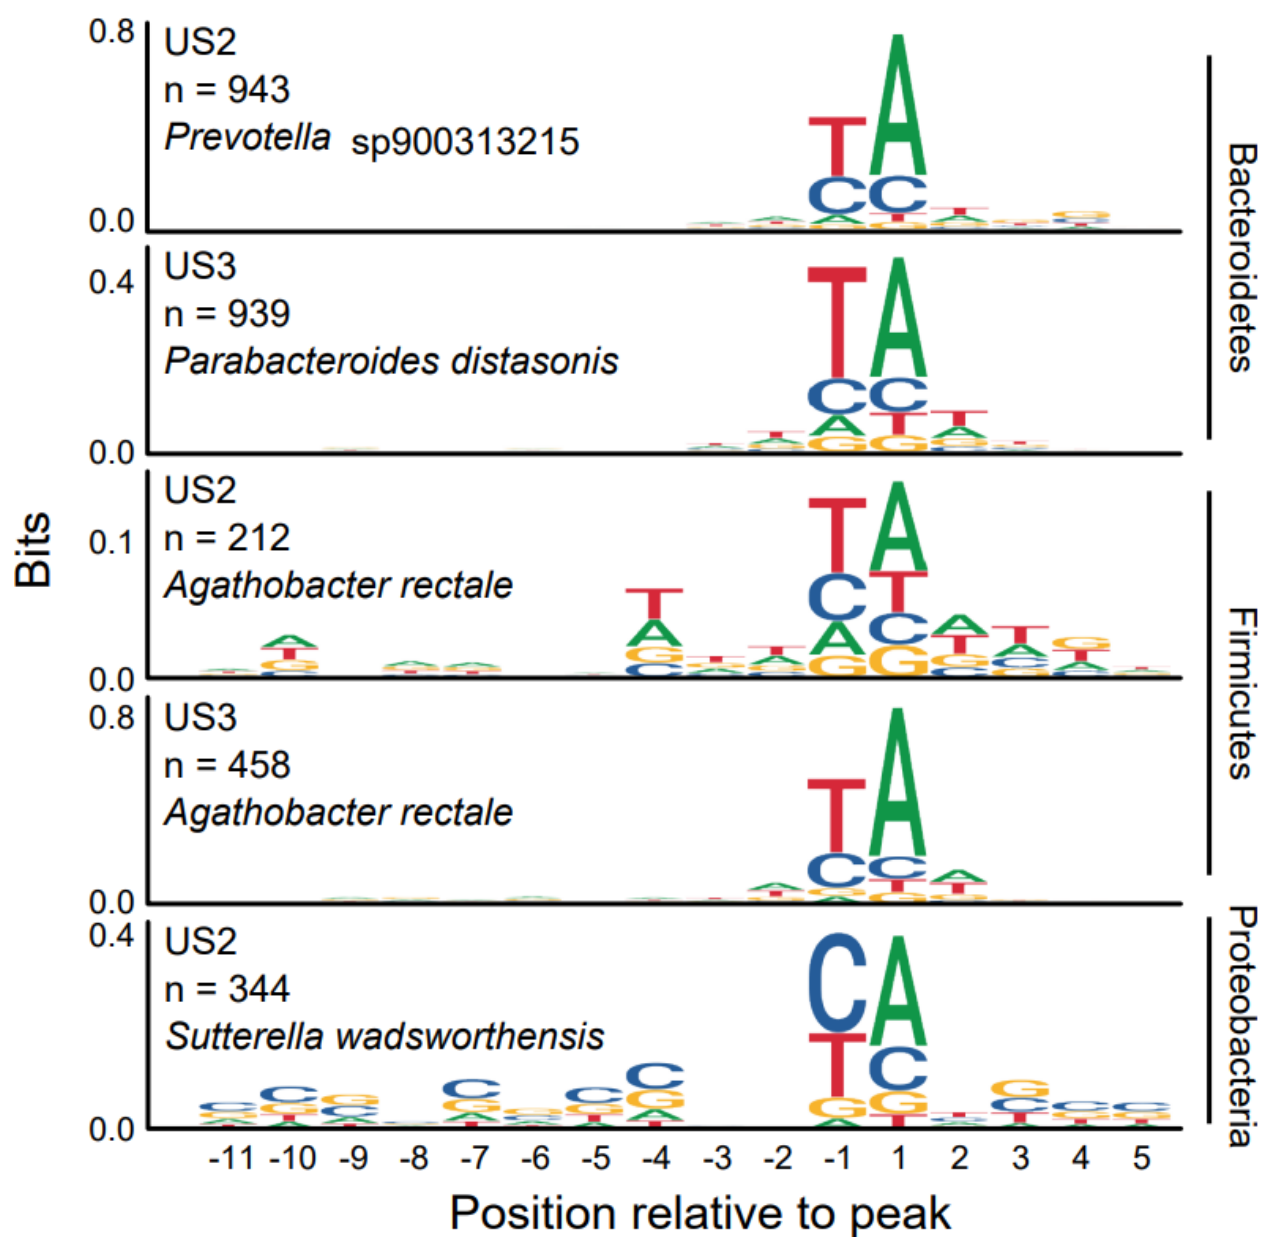 Bits
0.8
0.0
US2
n = 943
Prevotella sp900313215
T A
C C
Bacteroidetes
0.4
0.0
US3
n = 939
Parabacteroides distasonis
T A
C C
A T T
G G
0.1
0.0
US2
n = 212
Agathobacter rectale
T A
C T
A C
G G
Firmicutes
0.8
0.0
US3
n = 458
Agathobacter rectale
T A
C C
0.4
0.0
US2
n = 344
Sutterella wadsworthensis
C A
T C
G G
Proteobacteria
-11 -10 -9 -8 -7 -6 -5 -4 -3 -2 -1 1 2 3 4 5
Position relative to peak